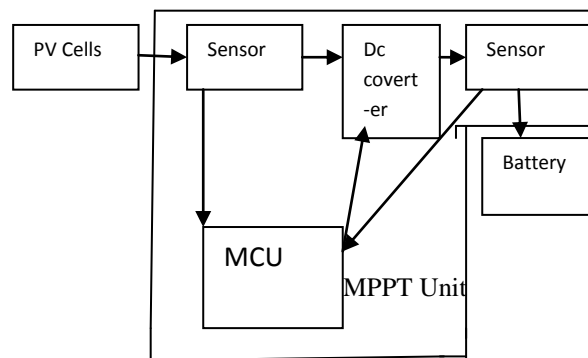 PV Cells
Sensor
Dc
covert
-er
Sensor
Battery
MCU
MPPT Unit